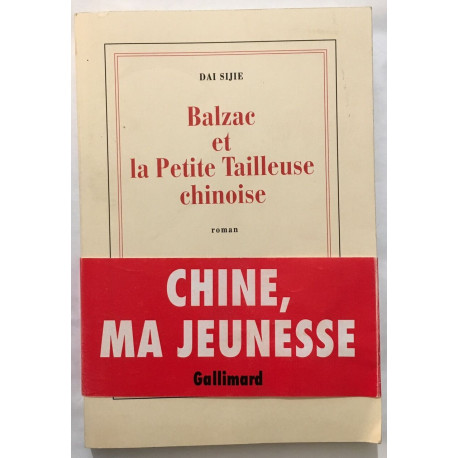 DAI SIJIE
Balzac
et
la Petite Tailleuse
chinoise
roman
CHINE,
MA JEUNESSE
Gallimard